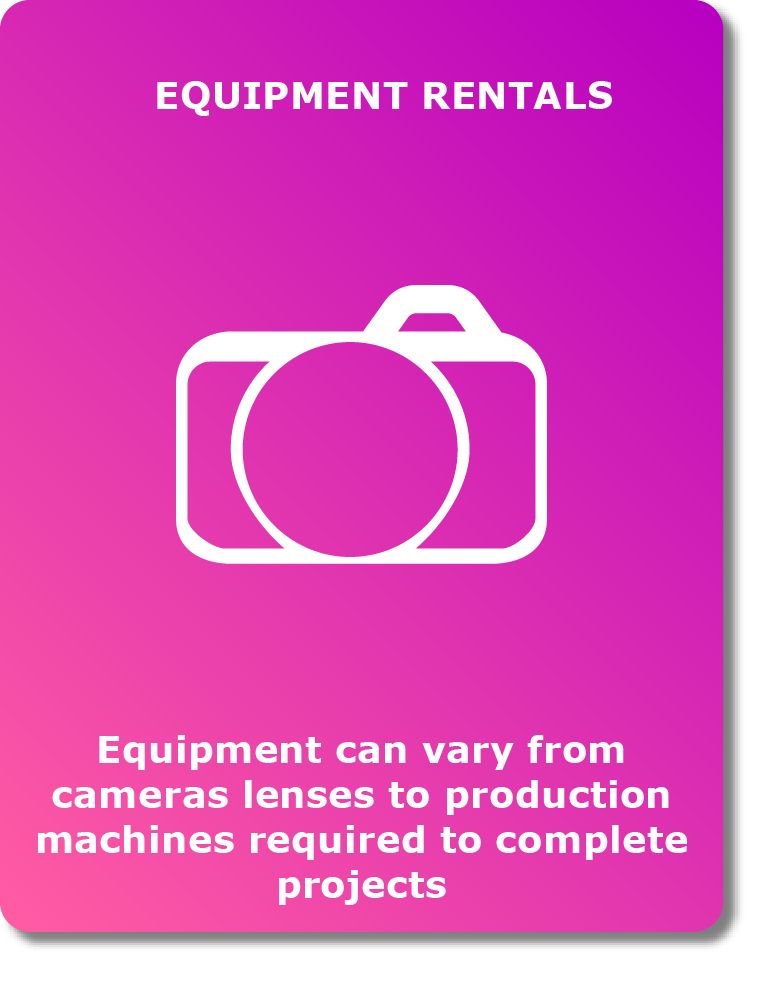 EQUIPMENT RENTALS
Equipment can vary from
cameras lenses to production
machines required to complete
projects